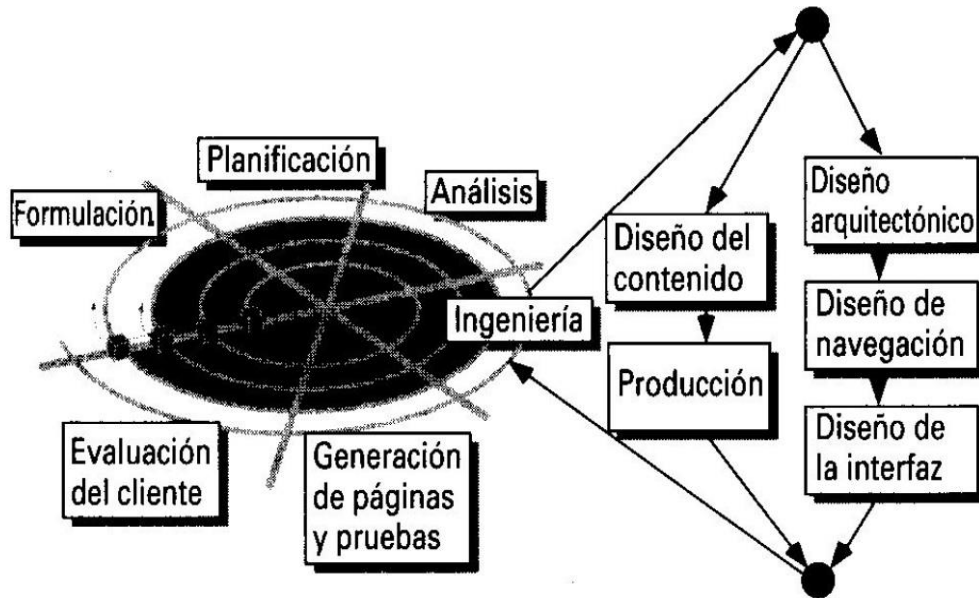 Planificación
Análisis
Formulación
Ingeniería
Evaluación
del cliente
Generación
de páginas
y pruebas
Diseño del
contenido
Producción
Diseño
arquitectónico
Diseño de
navegación
Diseño de
la interfaz